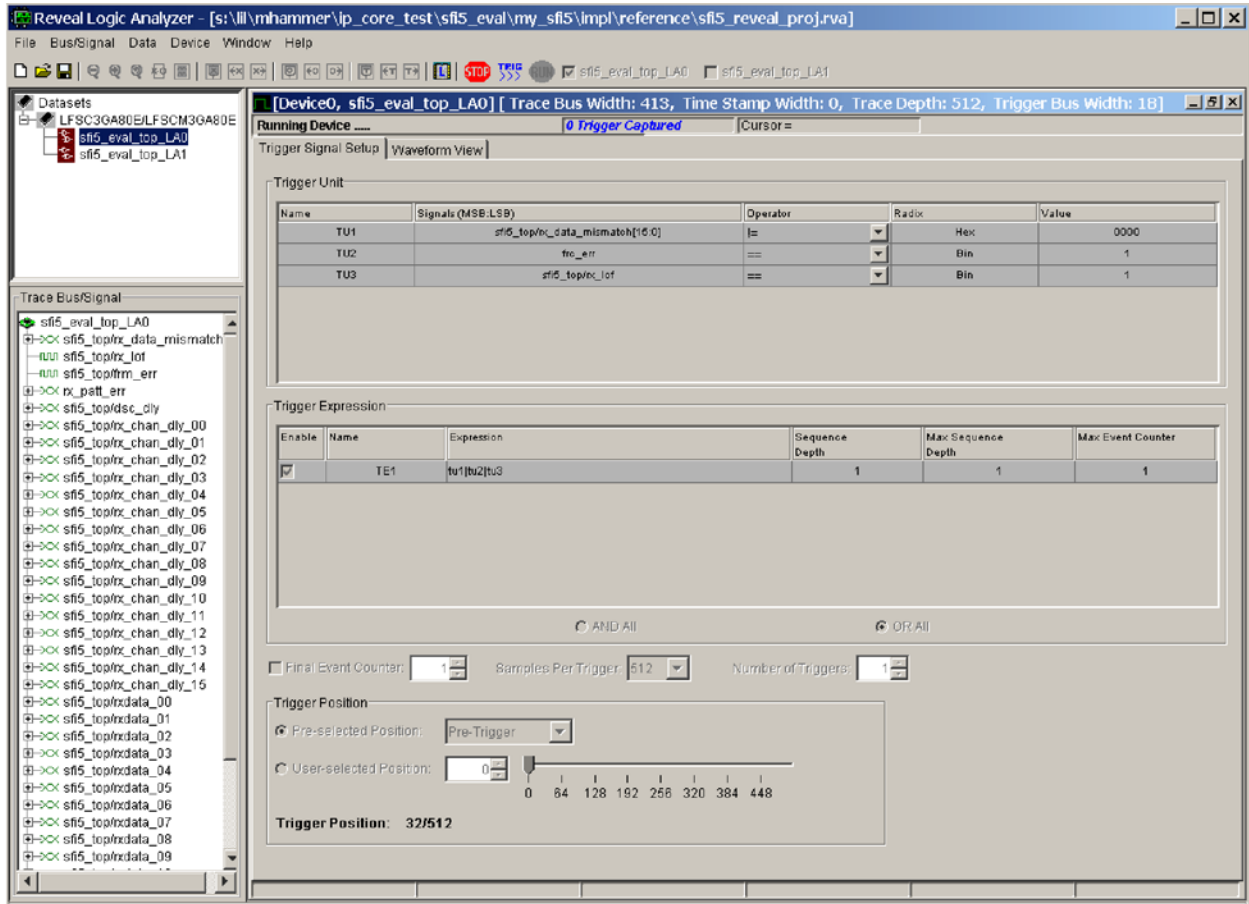 Reveal Logic Analyzer - [s:\lil\mhammer\ip_core_test\sfi5_eval\my_sfi5\impl\reference\sfi5_reveal_proj.rva]
File Bus/Signal Data Device Window Help
STOP TRIG RUN sfi5_eval_top_LA0 sfi5_eval_top_LA1
Datasets
LFSC3GA80E/LFSCM3GA80E
sfi5_eval_top_LA0
sfi5_eval_top_LA1
[Device0, sfi5_eval_top_LA0] [ Trace Bus Width: 413, Time Stamp Width: 0, Trace Depth: 512, Trigger Bus Width: 18]
Running Device ..... 0 Trigger Captured Cursor =
Trigger Signal Setup Waveform View
Trigger Unit
Name Signals (MSB:LSB) Operator Radix Value
TU1 sfi5_top/rx_data_mismatch[16:0] != Hex 0000
TU2 frc_err == Bin 1
TU3 sfi5_top/rx_lof == Bin 1
Trace Bus/Signal
sfi5_eval_top_LA0
sfi5_top/rx_data_mismatch
sfi5_top/rx_lof
sfi5_top/frm_err
rx_patt_err
sfi5_top/dsc_dly
sfi5_top/rx_chan_dly_00
sfi5_top/rx_chan_dly_01
sfi5_top/rx_chan_dly_02
sfi5_top/rx_chan_dly_03
sfi5_top/rx_chan_dly_04
sfi5_top/rx_chan_dly_05
sfi5_top/rx_chan_dly_06
sfi5_top/rx_chan_dly_07
sfi5_top/rx_chan_dly_08
sfi5_top/rx_chan_dly_09
sfi5_top/rx_chan_dly_10
sfi5_top/rx_chan_dly_11
sfi5_top/rx_chan_dly_12
sfi5_top/rx_chan_dly_13
sfi5_top/rx_chan_dly_14
sfi5_top/rx_chan_dly_15
sfi5_top/rxdata_00
sfi5_top/rxdata_01
sfi5_top/rxdata_02
sfi5_top/rxdata_03
sfi5_top/rxdata_04
sfi5_top/rxdata_05
sfi5_top/rxdata_06
sfi5_top/rxdata_07
sfi5_top/rxdata_08
sfi5_top/rxdata_09
Trigger Expression
Enable Name Expression Sequence Depth Max Sequence Depth Max Event Counter
TE1 tu1|tu2|tu3 1 1 1
AND All OR All
Final Event Counter: 1 Samples Per Trigger: 512 Number of Triggers: 1
Trigger Position
Pre-selected Position: Pre-Trigger
User-selected Position: 0
0 64 128 192 256 320 384 448
Trigger Position: 32/512